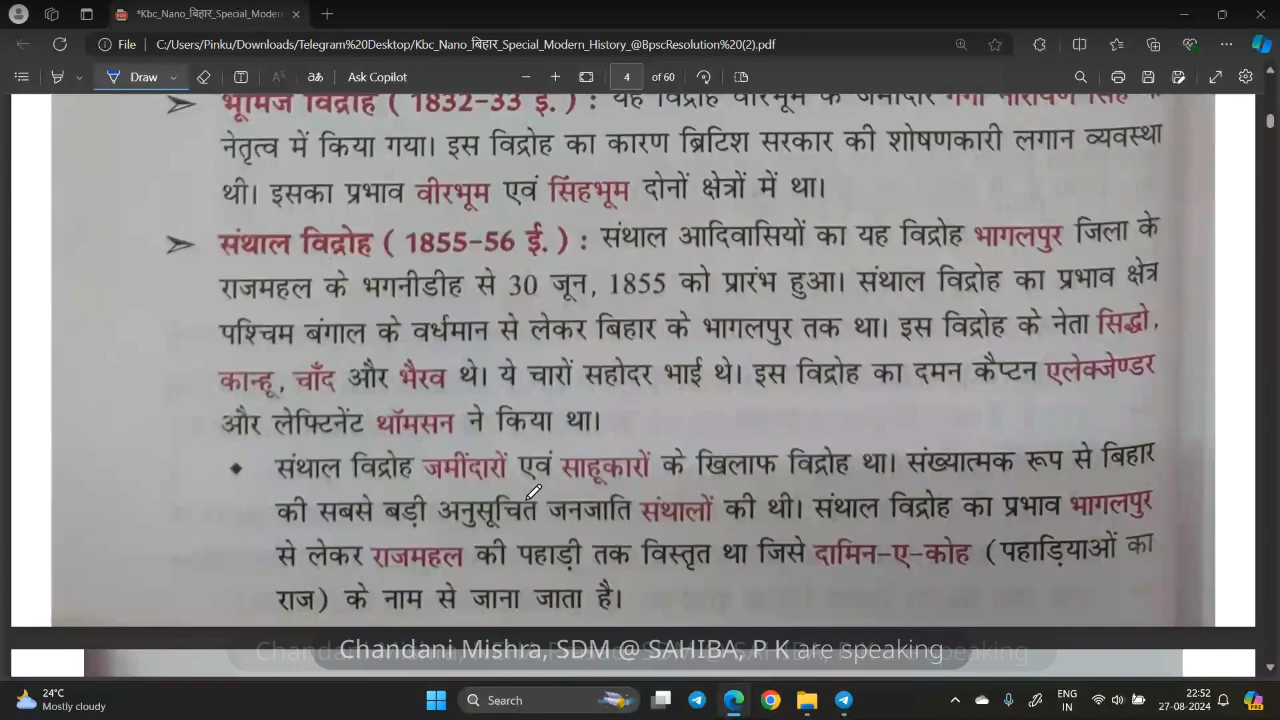 *Kbc_Nano_बिहार_Special_Modern
File C:/Users/Pinku/Downloads/Telegram%20Desktop/Kbc_Nano_बिहार_Special_Modern_History_@BpscResolution%20(2).pdf
Draw Ask Copilot 4 of 60
➢ भूमिज विद्रोह ( 1832-33 ई. ) : यह विद्रोह वीरभूम के जमींदार गंगा नारायण सिंह के
नेतृत्व में किया गया। इस विद्रोह का कारण ब्रिटिश सरकार की शोषणकारी लगान व्यवस्था
थी। इसका प्रभाव वीरभूम एवं सिंहभूम दोनों क्षेत्रों में था।
➢ संथाल विद्रोह ( 1855-56 ई. ) : संथाल आदिवासियों का यह विद्रोह भागलपुर जिला के
राजमहल के भगनीडीह से 30 जून, 1855 को प्रारंभ हुआ। संथाल विद्रोह का प्रभाव क्षेत्र
पश्चिम बंगाल के वर्धमान से लेकर बिहार के भागलपुर तक था। इस विद्रोह के नेता सिद्धो,
कान्हू, चाँद और भैरव थे। ये चारों सहोदर भाई थे। इस विद्रोह का दमन कैप्टन एलेक्जेण्डर
और लेफ्टिनेंट थॉमसन ने किया था।
◆ संथाल विद्रोह जमींदारों एवं साहूकारों के खिलाफ विद्रोह था। संख्यात्मक रूप से बिहार
की सबसे बड़ी अनुसूचित जनजाति संथालों की थी। संथाल विद्रोह का प्रभाव भागलपुर
से लेकर राजमहल की पहाड़ी तक विस्तृत था जिसे दामिन-ए-कोह (पहाड़ियाओं का
राज) के नाम से जाना जाता है।
Chandani Mishra, SDM @ SAHIBA, P K are speaking
24°C
Mostly cloudy
Search
ENG
IN
22:52
27-08-2024